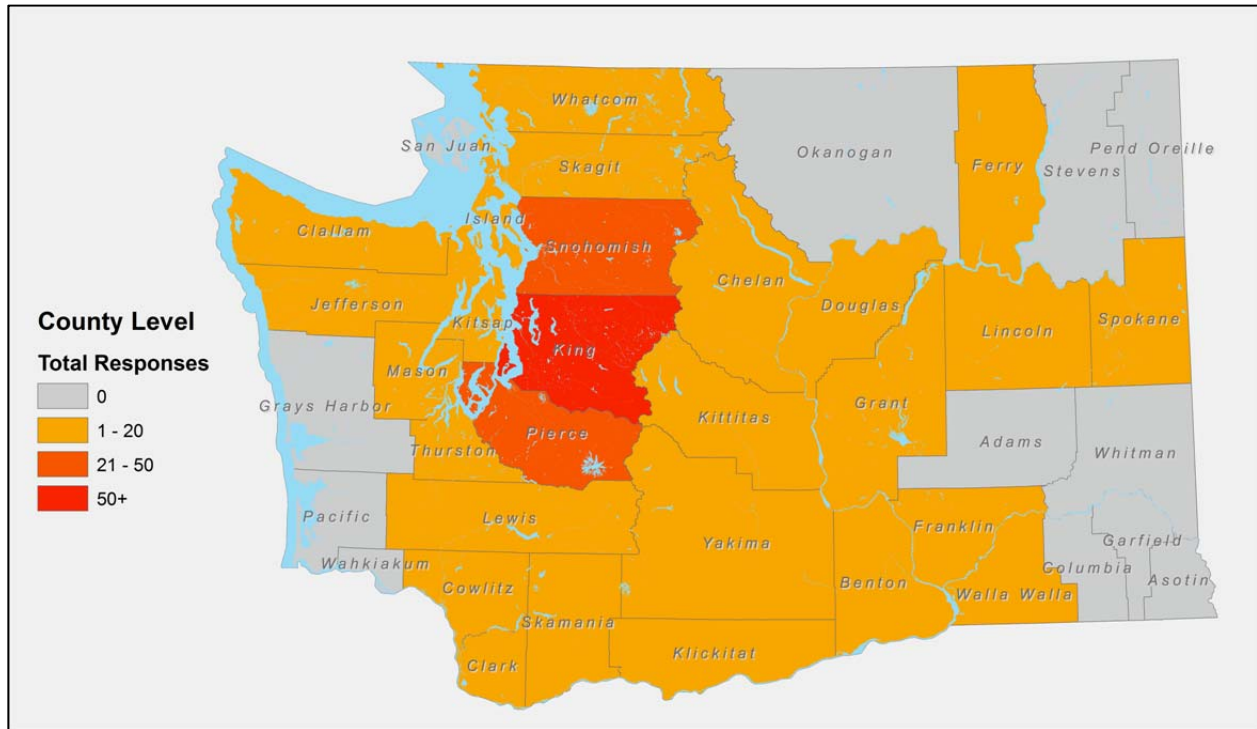 County Level
Total Responses
0
1 - 20
21 - 50
50+
Whatcom
San Juan
Skagit
Okanogan
Ferry
Stevens
Pend Oreille
Island
Clallam
Snohomish
Chelan
Douglas
Jefferson
Kitsap
King
Lincoln
Spokane
Mason
Grays Harbor
Kittitas
Grant
Thurston
Pierce
Adams
Whitman
Pacific
Lewis
Yakima
Franklin
Garfield
Wahkiakum
Columbia
Asotin
Cowlitz
Benton
Walla Walla
Skamania
Clark
Klickitat